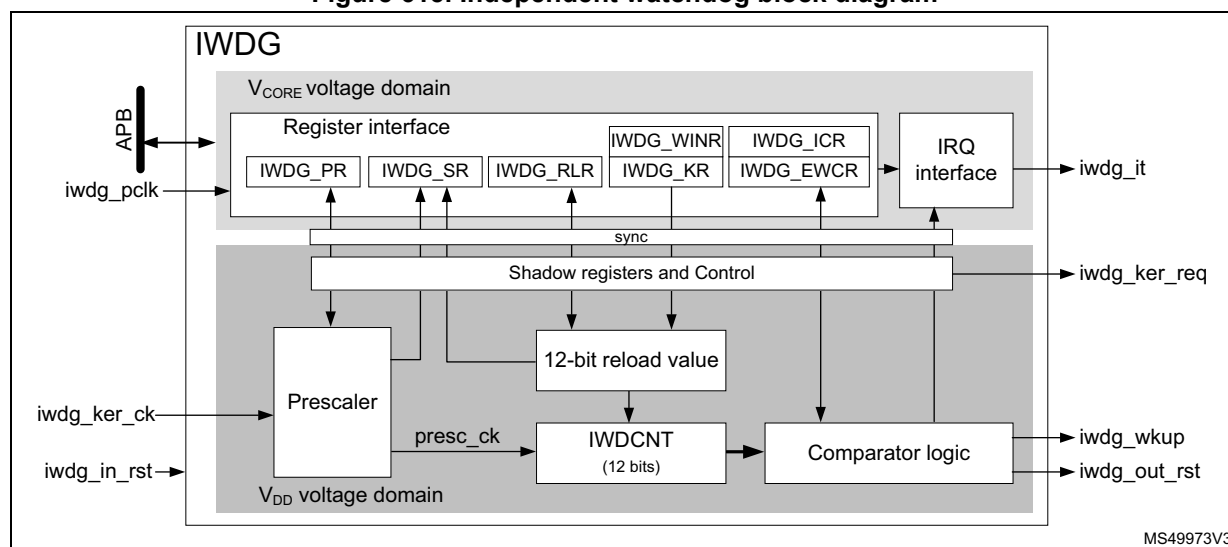 Figure 613. Independent watchdog block diagram
IWDG
VCORE voltage domain
APB
Register interface
IWDG_WINR
IWDG_ICR
IWDG_PR
IWDG_SR
IWDG_RLR
IWDG_KR
IWDG_EWCR
IRQ
interface
iwdg_it
iwdg_pclk
sync
Shadow registers and Control
iwdg_ker_req
12-bit reload value
Prescaler
iwdg_ker_ck
presc_ck
IWDCNT
(12 bits)
Comparator logic
iwdg_wkup
iwdg_in_rst
iwdg_out_rst
VDD voltage domain
MS49973V3